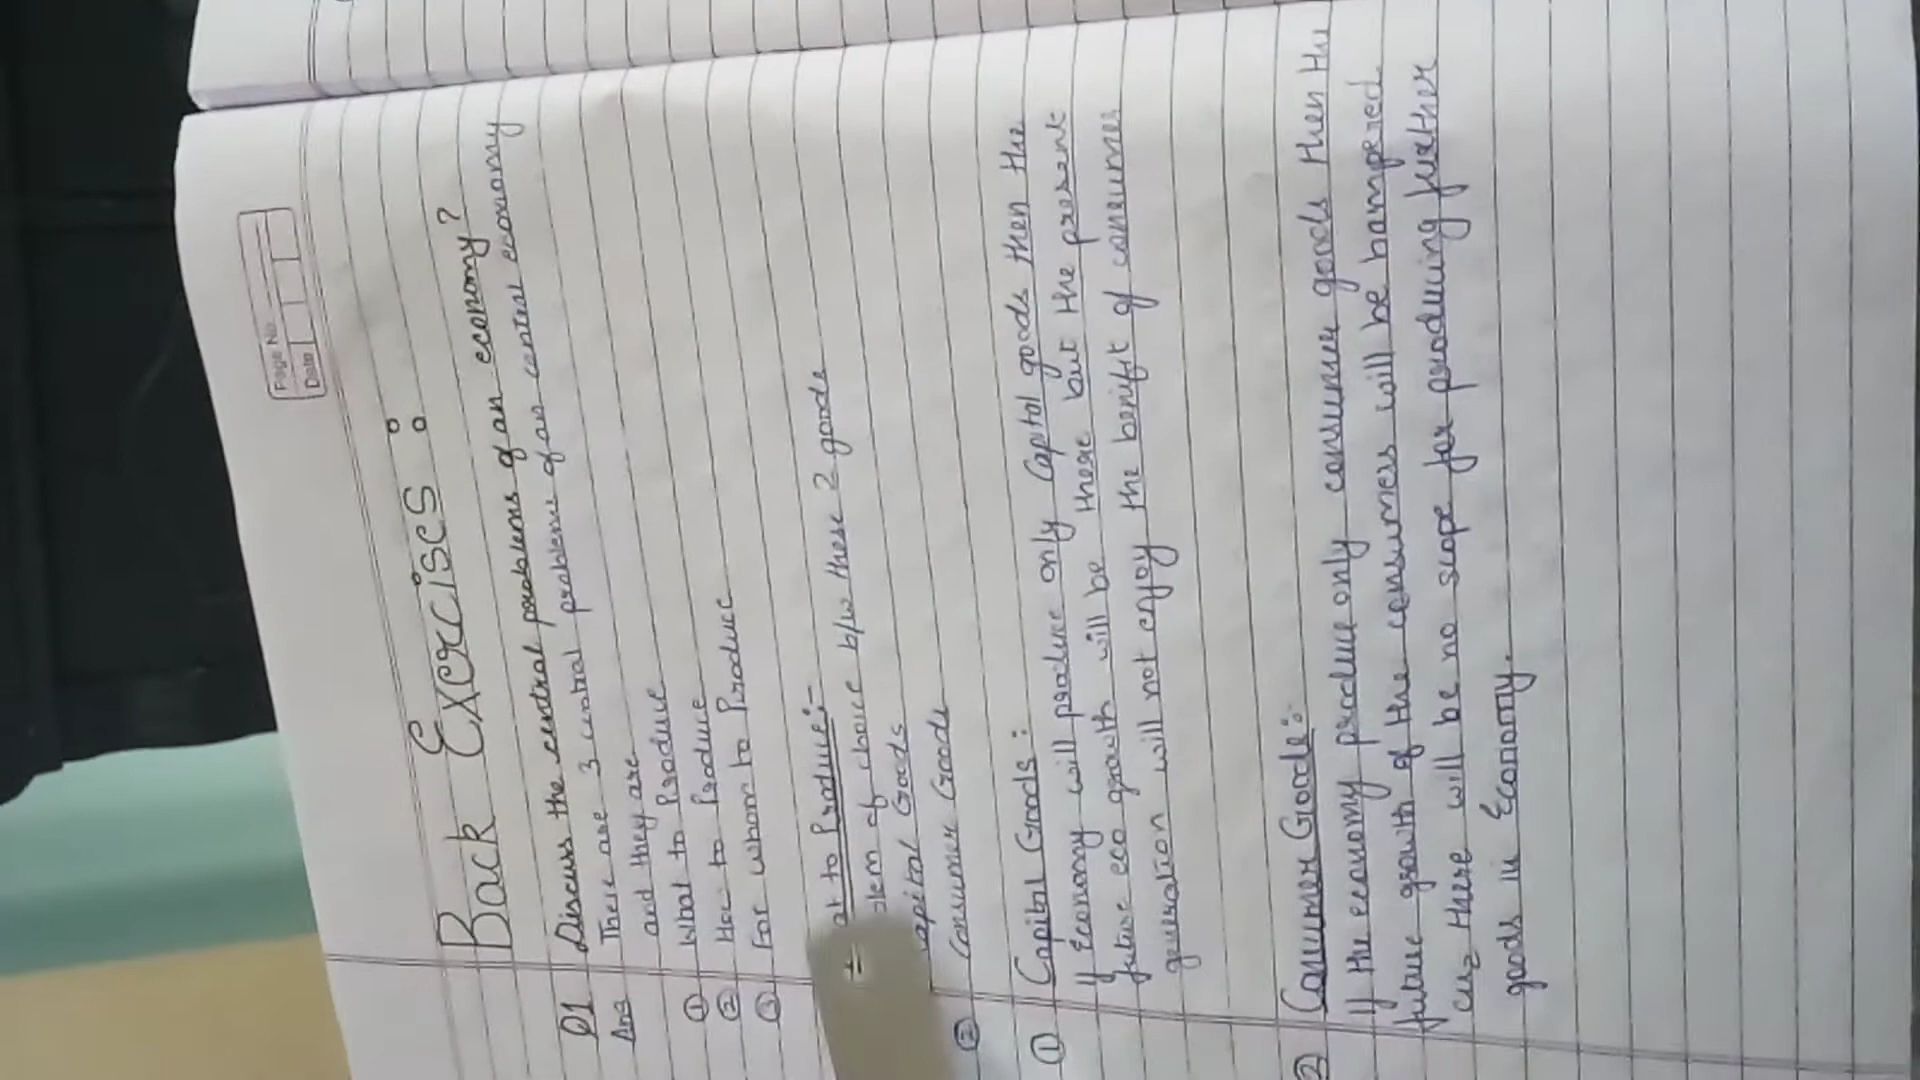 Page No.
Date
Back Exercises :
Q1 Discuss the central problems of an economy?
Ans There are 3 central problems of an central economy
and they are
① What to Produce
② How to Produce
③ For whom to Produce
at to Produce:-
blem of choice b/w these 2 goods
apital Goods
② Consumer Goods
① Capital Goods :
If Economy will produce only Capital goods then the
future eco growth will be there but the present
generation will not enjoy the benift of consumer
2) Consumer Goods:-
If the economy produce only consumer goods then the
future growth of the consumers will be hampered
cuz there will be no scope for producing further
goods in Economy.